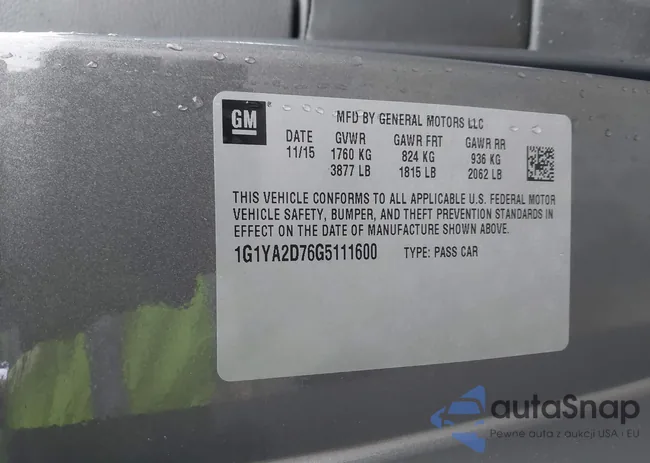 GM
MFD BY GENERAL MOTORS LLC
DATE GVWR GAWR FRT GAWR RR
11/15 1760 KG 824 KG 936 KG
3877 LB 1815 LB 2062 LB
THIS VEHICLE CONFORMS TO ALL APPLICABLE U.S. FEDERAL MOTOR
VEHICLE SAFETY, BUMPER, AND THEFT PREVENTION STANDARDS IN
EFFECT ON THE DATE OF MANUFACTURE SHOWN ABOVE.
1G1YA2D76G5111600 TYPE: PASS CAR
autaSnap
Pewne auta z aukcji USA i EU